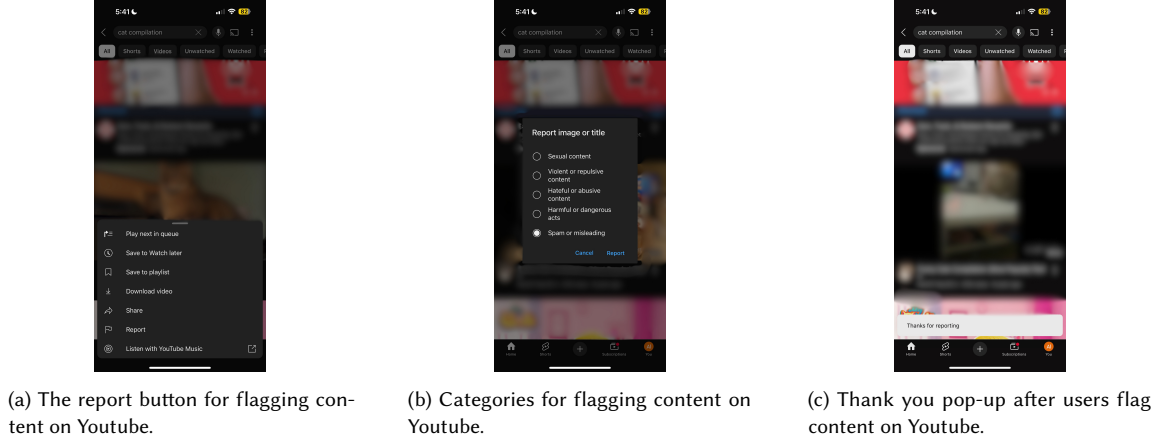 5:41
82
cat compilation
All
Shorts
Videos
Unwatched
Watched
Play next in queue
Save to Watch later
Save to playlist
Download video
Share
Report
Listen with YouTube Music
(a) The report button for flagging con-
tent on Youtube.
5:41
82
cat compilation
All
Shorts
Videos
Unwatched
Watched
Report image or title
Sexual content
Violent or repulsive
content
Hateful or abusive
content
Harmful or dangerous
acts
Spam or misleading
Cancel
Report
Home
Shorts
Subscriptions
You
(b) Categories for flagging content on
Youtube.
5:41
82
cat compilation
All
Shorts
Videos
Unwatched
Watched
Thanks for reporting
Home
Shorts
Subscriptions
You
(c) Thank you pop-up after users flag
content on Youtube.